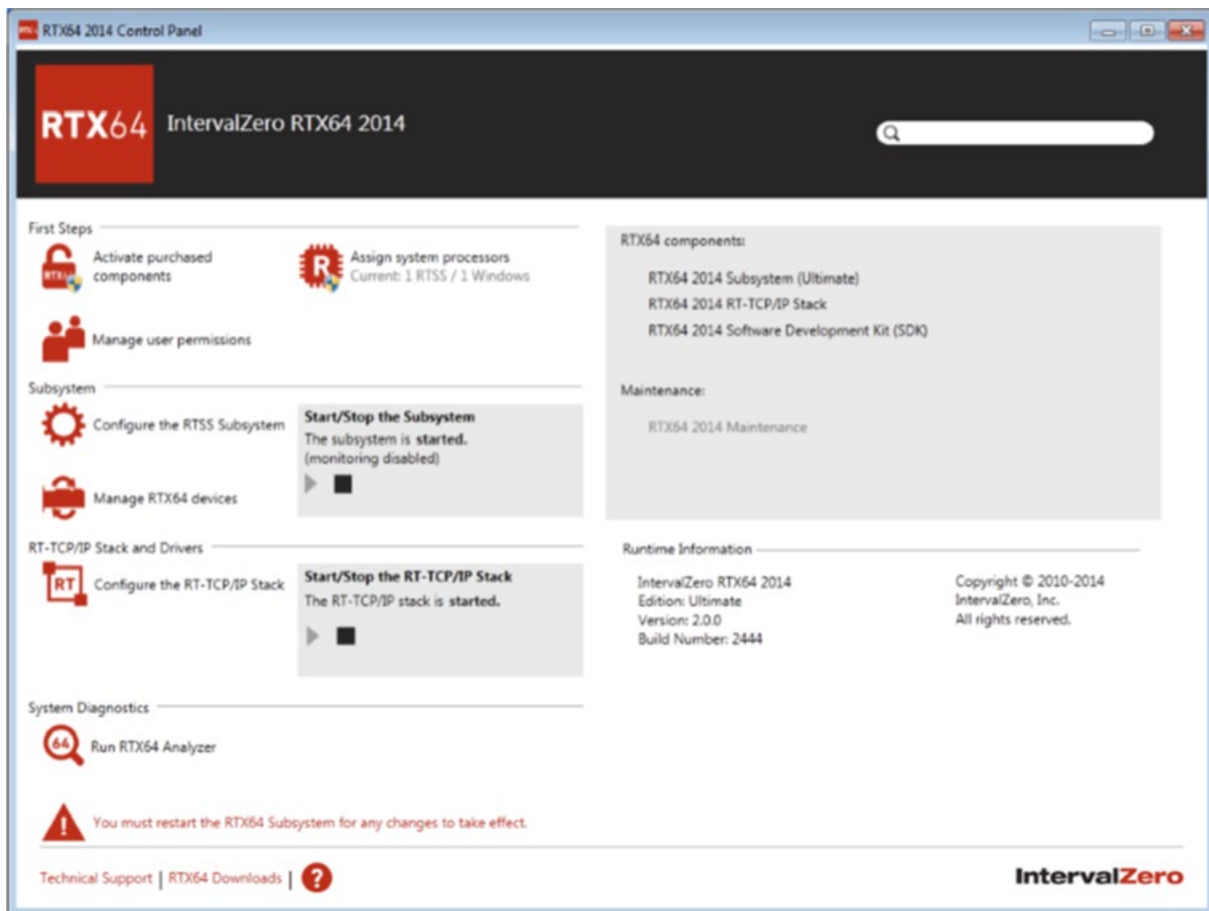 RTX64 2014 Control Panel
RTX64
IntervalZero RTX64 2014
First Steps
Activate purchased
components
Assign system processors
Current: 1 RTSS / 1 Windows
Manage user permissions
Subsystem
Configure the RTSS Subsystem
Start/Stop the Subsystem
The subsystem is started.
(monitoring disabled)
Manage RTX64 devices
RT-TCP/IP Stack and Drivers
RT
Configure the RT-TCP/IP Stack
Start/Stop the RT-TCP/IP Stack
The RT-TCP/IP stack is started.
System Diagnostics
64
Run RTX64 Analyzer
You must restart the RTX64 Subsystem for any changes to take effect.
RTX64 components:
RTX64 2014 Subsystem (Ultimate)
RTX64 2014 RT-TCP/IP Stack
RTX64 2014 Software Development Kit (SDK)
Maintenance:
RTX64 2014 Maintenance
Runtime Information
IntervalZero RTX64 2014
Edition: Ultimate
Version: 2.0.0
Build Number: 2444
Copyright © 2010-2014
IntervalZero, Inc.
All rights reserved.
Technical Support | RTX64 Downloads | ?
IntervalZero